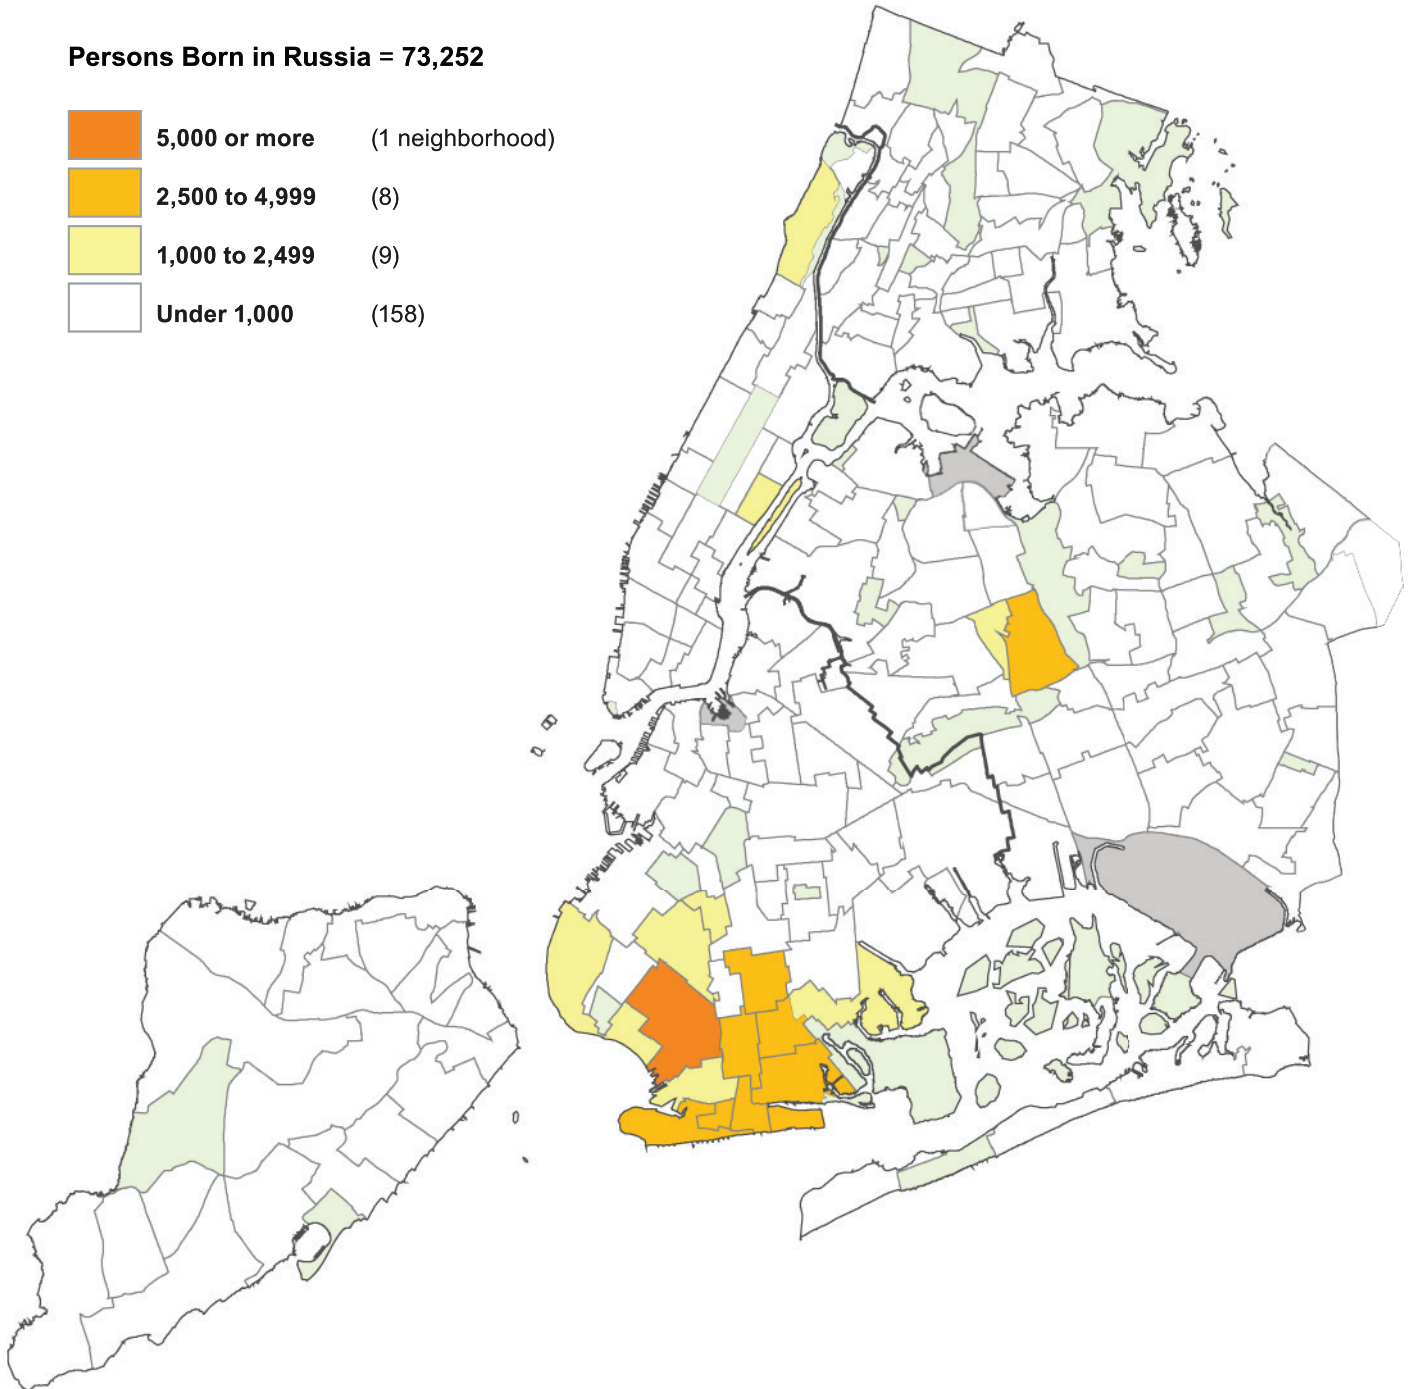 Persons Born in Russia = 73,252
5,000 or more (1 neighborhood)
2,500 to 4,999 (8)
1,000 to 2,499 (9)
Under 1,000 (158)